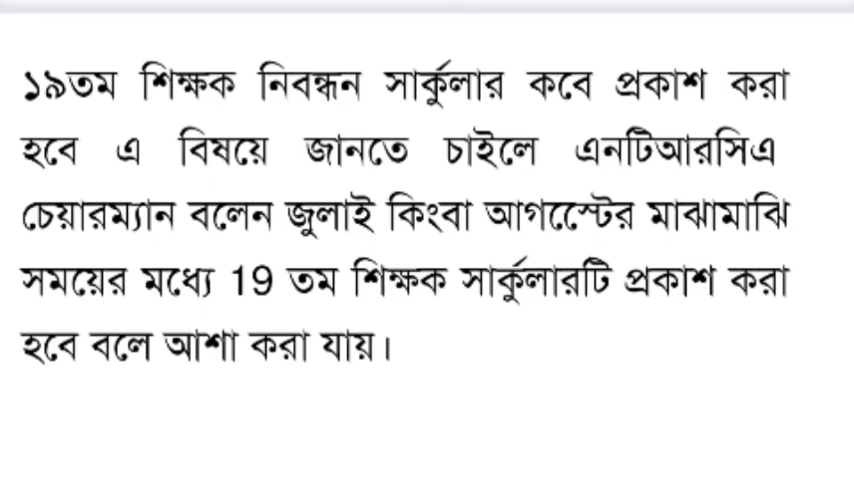 ১৯তম শিক্ষক নিবন্ধন সার্কুলার কবে প্রকাশ করা
হবে এ বিষয়ে জানতে চাইলে এনটিআরসিএ
চেয়ারম্যান বলেন জুলাই কিংবা আগস্টের মাঝামাঝি
সময়ের মধ্যে 19 তম শিক্ষক সার্কুলারটি প্রকাশ করা
হবে বলে আশা করা যায়।